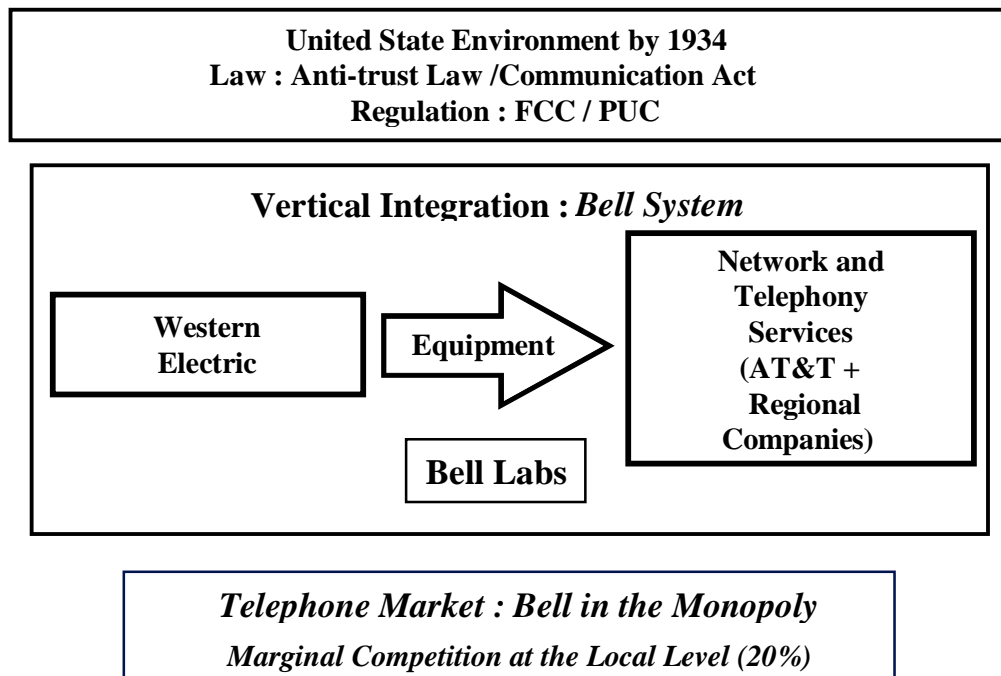 United State Environment by 1934
Law : Anti-trust Law /Communication Act
Regulation : FCC / PUC
Vertical Integration : Bell System
Western
Electric
Equipment
Network and
Telephony
Services
(AT&T +
Regional
Companies)
Bell Labs
Telephone Market : Bell in the Monopoly
Marginal Competition at the Local Level (20%)